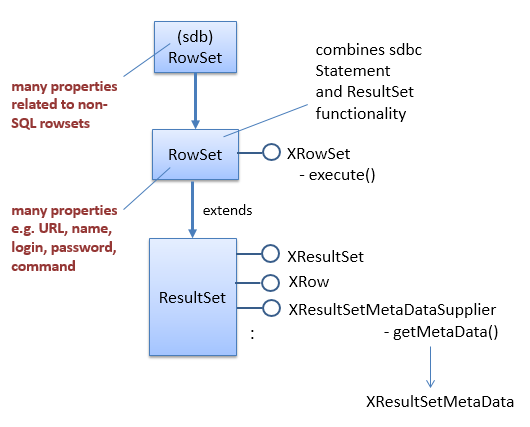 (sdb)
RowSet
combines sdbc
Statement
and ResultSet
functionality
many properties
related to non-
SQL rowsets
RowSet
XRowSet
- execute()
many properties
e.g. URL, name,
login, password,
command
extends
ResultSet
XResultSet
XRow
XResultSetMetaDataSupplier
- getMetaData()
:
XResultSetMetaData